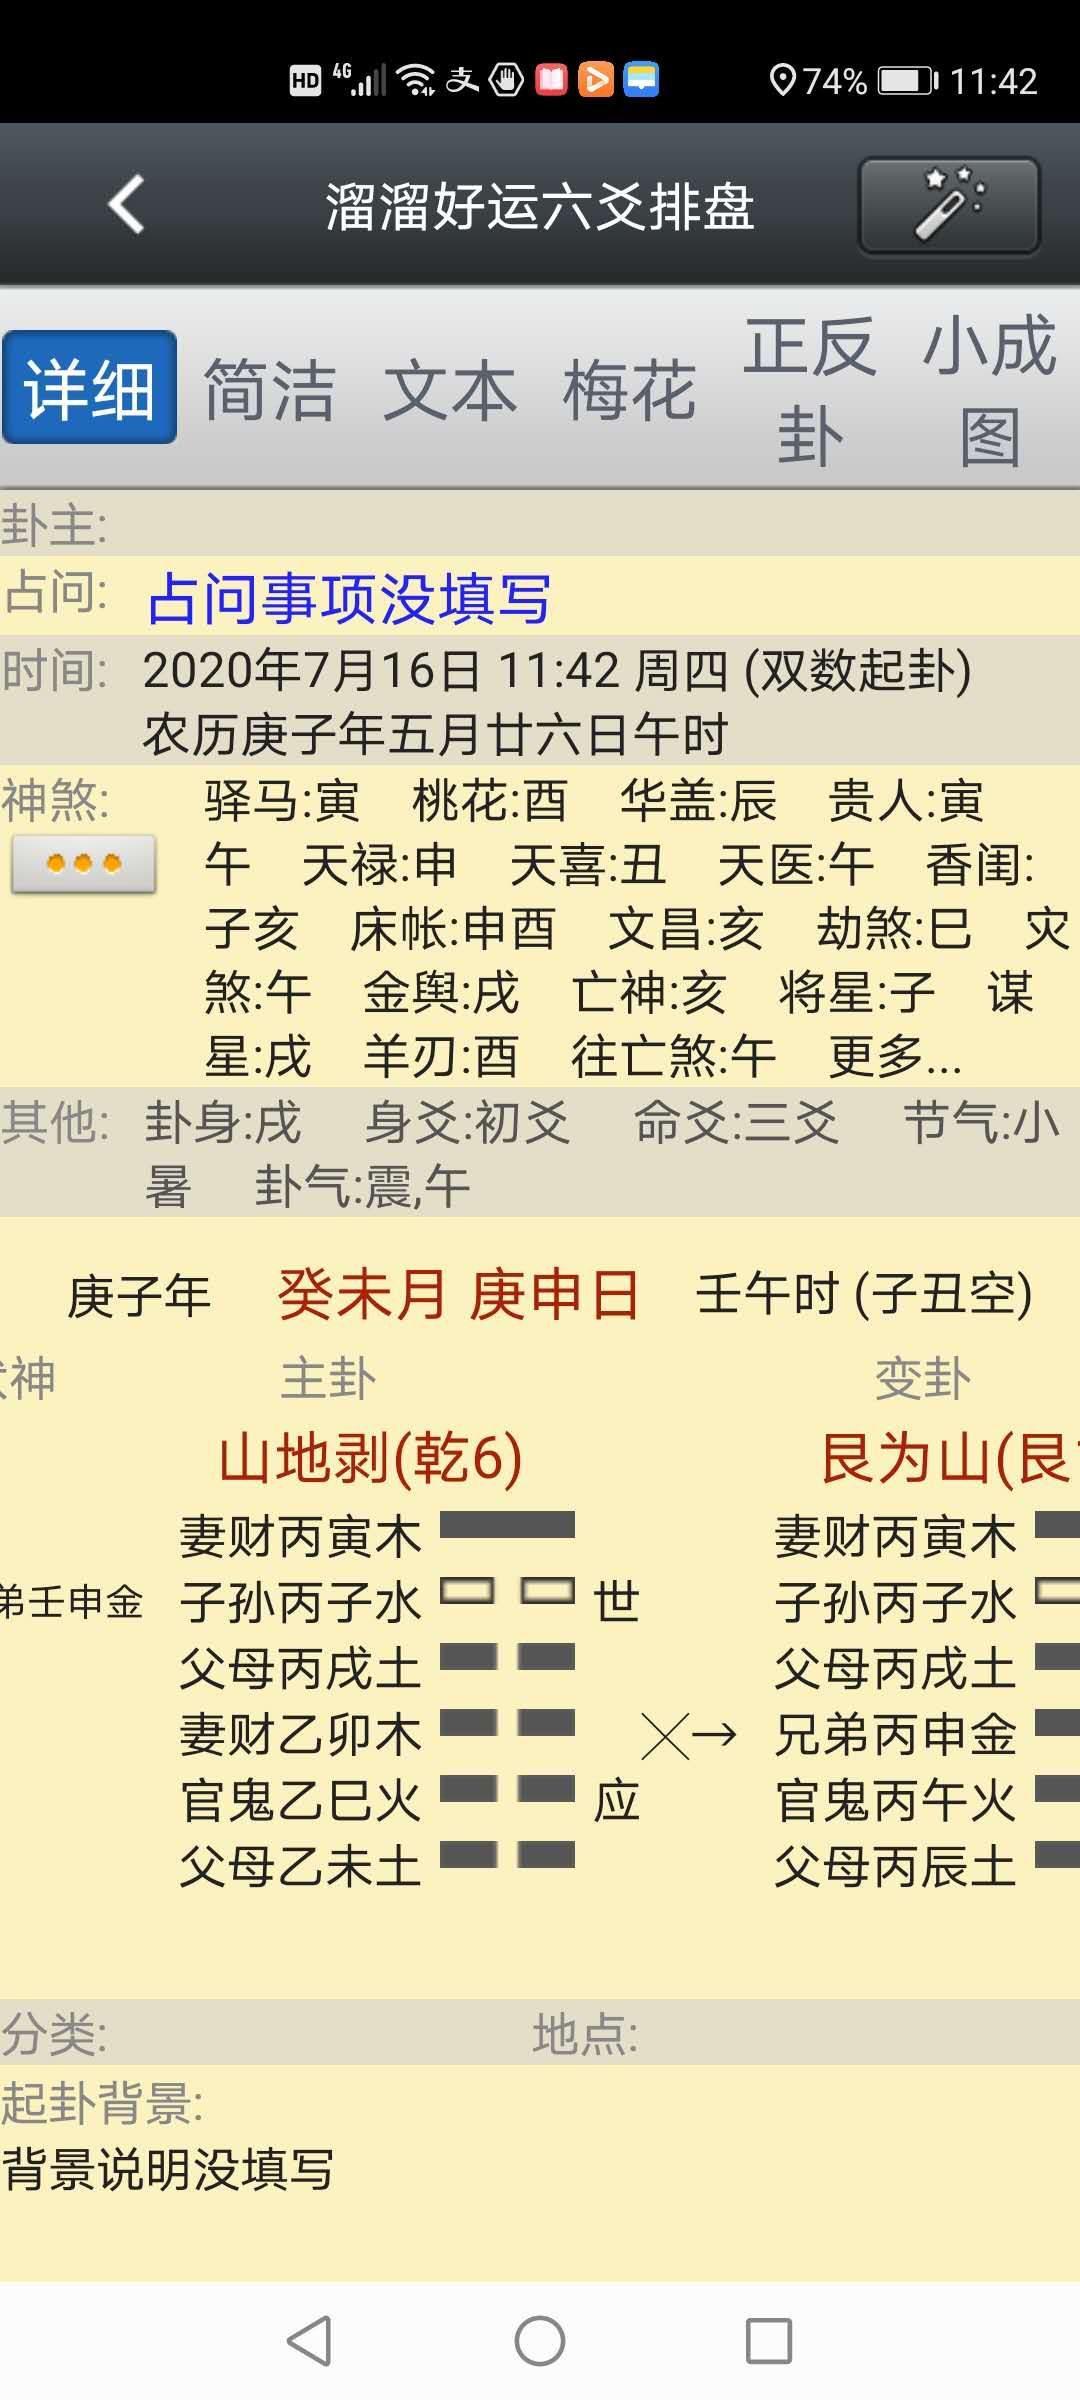 HD 4G 74% 11:42
溜溜好运六爻排盘
详细 简洁 文本 梅花 正反卦 小成图
卦主:
占问: 占问事项没填写
时间: 2020年7月16日 11:42 周四 (双数起卦)
农历庚子年五月廿六日午时
神煞: 驿马:寅 桃花:酉 华盖:辰 贵人:寅
午 天禄:申 天喜:丑 天医:午 香闺:
子亥 床帐:申酉 文昌:亥 劫煞:巳 灾
煞:午 金舆:戌 亡神:亥 将星:子 谋
星:戌 羊刃:酉 往亡煞:午 更多...
其他: 卦身:戌 身爻:初爻 命爻:三爻 节气:小
暑 卦气:震,午
庚子年 癸未月 庚申日 壬午时 (子丑空)
神 主卦 变卦
山地剥(乾6) 艮为山(艮
妻财丙寅木 妻财丙寅木
弟壬申金 子孙丙子水 世 子孙丙子水
父母丙戌土 父母丙戌土
妻财乙卯木 ╳→ 兄弟丙申金
官鬼乙巳火 应 官鬼丙午火
父母乙未土 父母丙辰土
分类: 地点:
起卦背景:
背景说明没填写